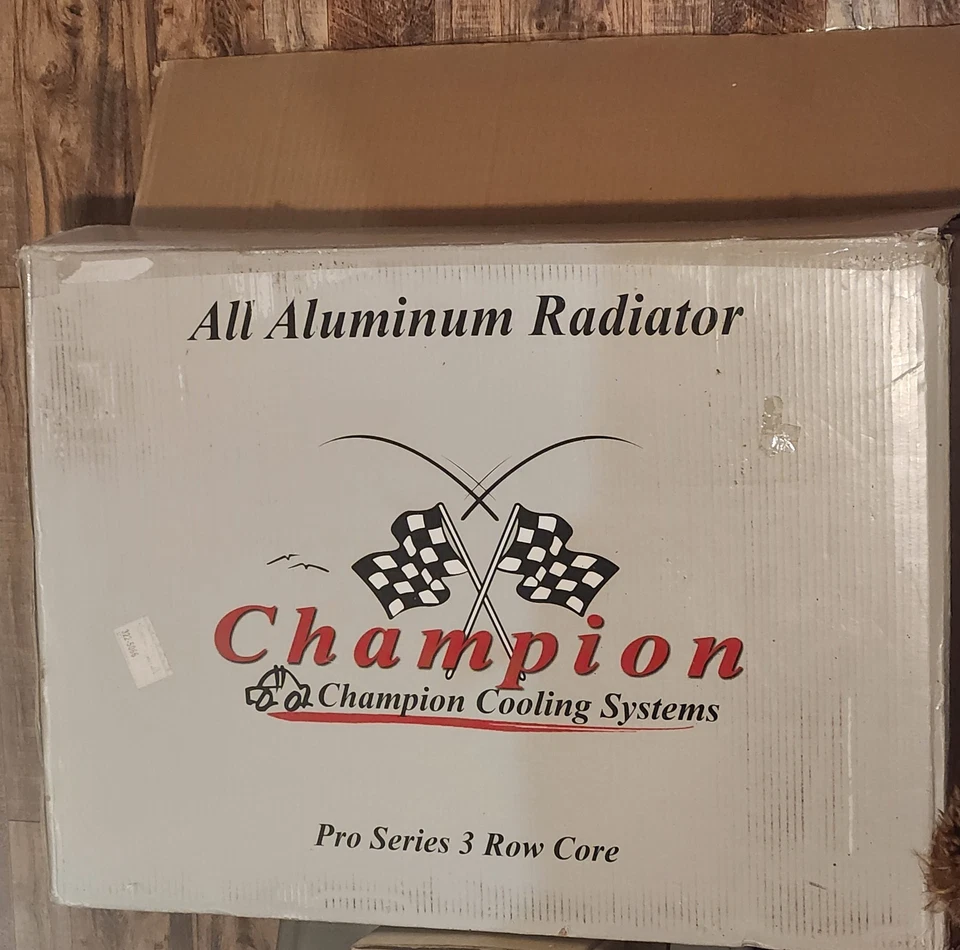 All Aluminum Radiator
Champion
Champion Cooling Systems
Pro Series 3 Row Core